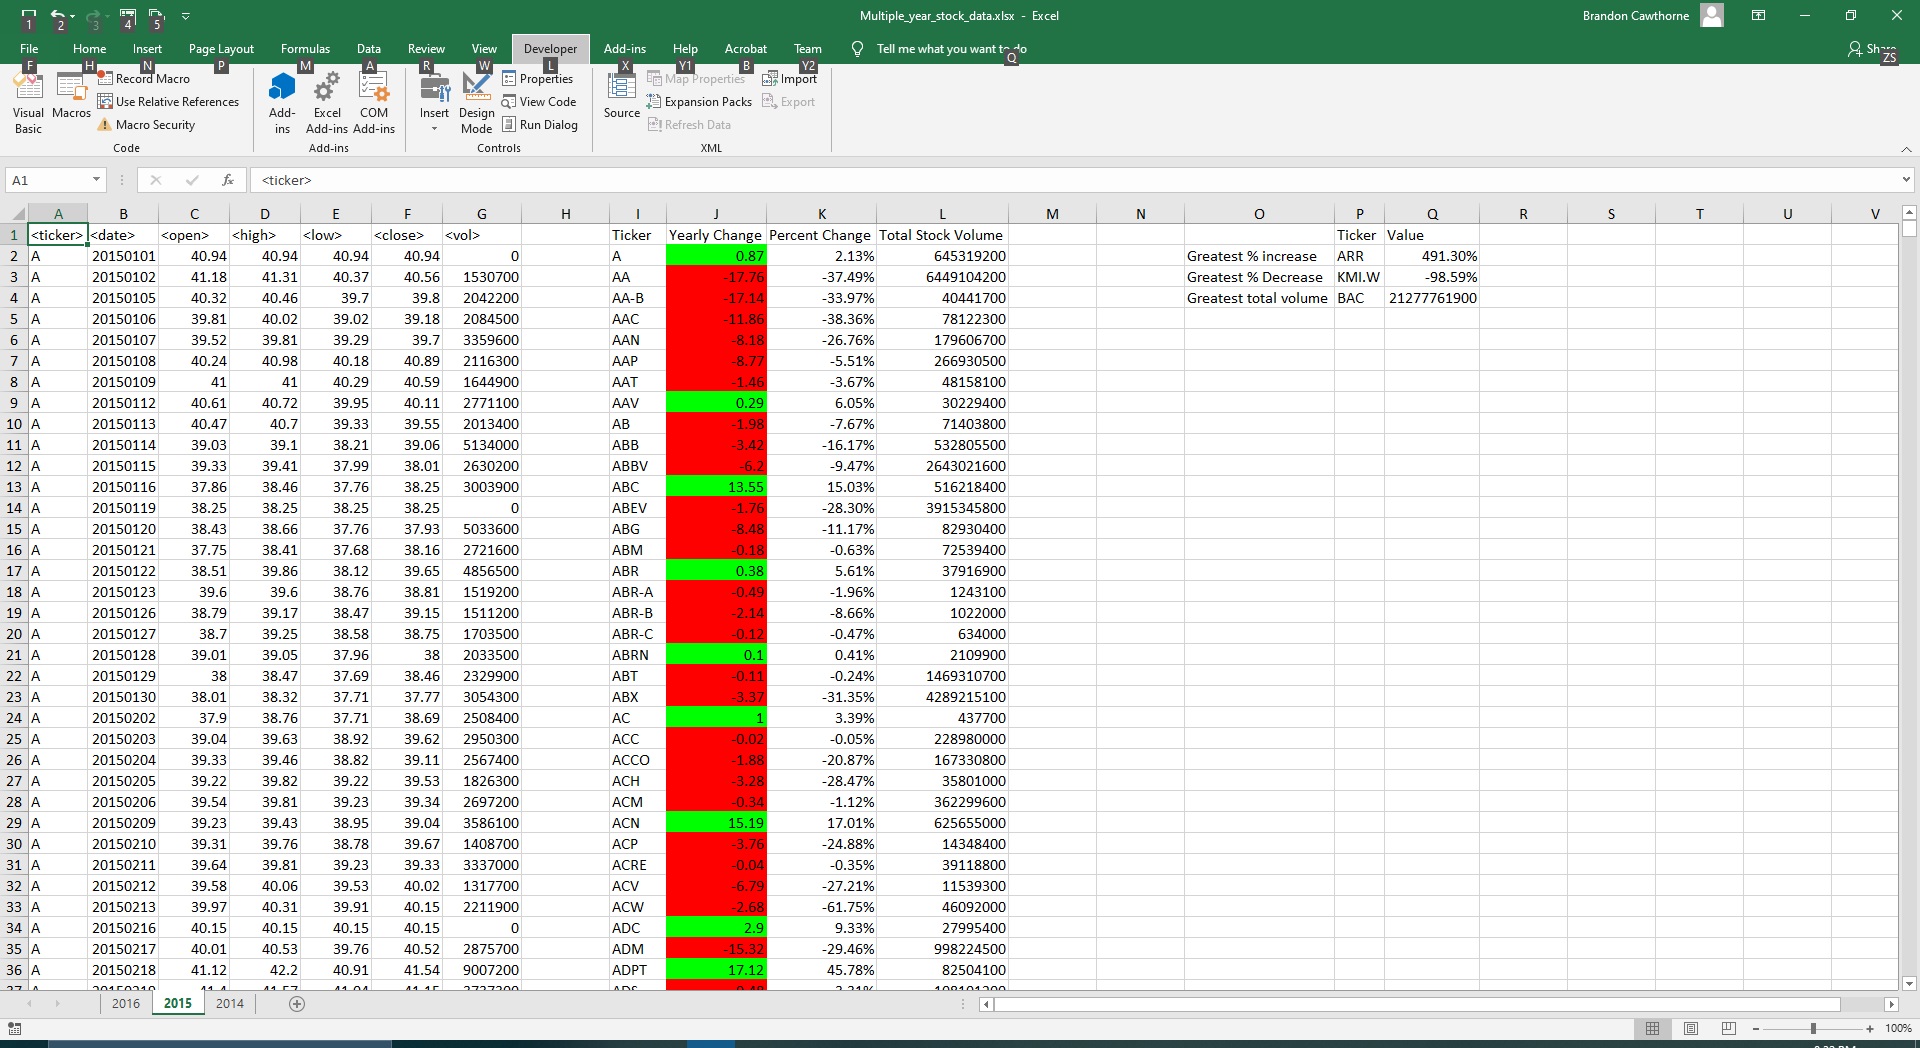 1 2 3 4 5 Multiple_year_stock_data.xlsx - Excel Brandon Cawthorne
File Home Insert Page Layout Formulas Data Review View Developer Add-ins Help Acrobat Team Tell me what you want to do Share
F H N P M A R W L X Y1 B Y2 Q ZS
Visual Basic Macros Record Macro Use Relative References Macro Security Code
Add-ins Excel Add-ins COM Add-ins Add-ins
Insert Design Mode Properties View Code Run Dialog Controls
Source Map Properties Expansion Packs Refresh Data Import Export XML
A1 fx <ticker>
A B C D E F G H I J K L M N O P Q R S T U V
1 <ticker> <date> <open> <high> <low> <close> <vol> Ticker Yearly Change Percent Change Total Stock Volume Ticker Value
2 A 20150101 40.94 40.94 40.94 40.94 0 A 0.87 2.13% 645319200 Greatest % increase ARR 491.30%
3 A 20150102 41.18 41.31 40.37 40.56 1530700 AA -17.76 -37.49% 6449104200 Greatest % Decrease KMI.W -98.59%
4 A 20150105 40.32 40.46 39.7 39.8 2042200 AA-B -17.14 -33.97% 40441700 Greatest total volume BAC 21277761900
5 A 20150106 39.81 40.02 39.02 39.18 2084500 AAC -11.86 -38.36% 78122300
6 A 20150107 39.52 39.81 39.29 39.7 3359600 AAN -8.18 -26.76% 179606700
7 A 20150108 40.24 40.98 40.18 40.89 2116300 AAP -8.77 -5.51% 266930500
8 A 20150109 41 41 40.29 40.59 1644900 AAT -1.46 -3.67% 48158100
9 A 20150112 40.61 40.72 39.95 40.11 2771100 AAV 0.29 6.05% 30229400
10 A 20150113 40.47 40.7 39.33 39.55 2013400 AB -1.98 -7.67% 71403800
11 A 20150114 39.03 39.1 38.21 39.06 5134000 ABB -3.42 -16.17% 532805500
12 A 20150115 39.33 39.41 37.99 38.01 2630200 ABBV -6.2 -9.47% 2643021600
13 A 20150116 37.86 38.46 37.76 38.25 3003900 ABC 13.55 15.03% 516218400
14 A 20150119 38.25 38.25 38.25 38.25 0 ABEV -1.76 -28.30% 3915345800
15 A 20150120 38.43 38.66 37.76 37.93 5033600 ABG -8.48 -11.17% 82930400
16 A 20150121 37.75 38.41 37.68 38.16 2721600 ABM -0.18 -0.63% 72539400
17 A 20150122 38.51 39.86 38.12 39.65 4856500 ABR 0.38 5.61% 37916900
18 A 20150123 39.6 39.6 38.76 38.81 1519200 ABR-A -0.49 -1.96% 1243100
19 A 20150126 38.79 39.17 38.47 39.15 1511200 ABR-B -2.14 -8.66% 1022000
20 A 20150127 38.7 39.25 38.58 38.75 1703500 ABR-C -0.12 -0.47% 634000
21 A 20150128 39.01 39.05 37.96 38 2033500 ABRN 0.1 0.41% 2109900
22 A 20150129 38 38.47 37.69 38.46 2329900 ABT -0.11 -0.24% 1469310700
23 A 20150130 38.01 38.32 37.71 37.77 3054300 ABX -3.37 -31.35% 4289215100
24 A 20150202 37.9 38.76 37.71 38.69 2508400 AC 1 3.39% 437700
25 A 20150203 39.04 39.63 38.92 39.62 2950300 ACC -0.02 -0.05% 228980000
26 A 20150204 39.33 39.46 38.82 39.11 2567400 ACCO -1.88 -20.87% 167330800
27 A 20150205 39.22 39.82 39.22 39.53 1826300 ACH -3.28 -28.47% 35801000
28 A 20150206 39.54 39.81 39.23 39.34 2697200 ACM -0.34 -1.12% 362299600
29 A 20150209 39.23 39.43 38.95 39.04 3586100 ACN 15.19 17.01% 625655000
30 A 20150210 39.31 39.76 38.78 39.67 1408700 ACP -3.76 -24.88% 14348400
31 A 20150211 39.64 39.81 39.23 39.33 3337000 ACRE -0.04 -0.35% 39118800
32 A 20150212 39.58 40.06 39.53 40.02 1317700 ACV -6.79 -27.21% 11539300
33 A 20150213 39.97 40.31 39.91 40.15 2211900 ACW -2.68 -61.75% 46092000
34 A 20150216 40.15 40.15 40.15 40.15 0 ADC 2.9 9.33% 27995400
35 A 20150217 40.01 40.53 39.76 40.52 2875700 ADM -15.32 -29.46% 998224500
36 A 20150218 41.12 42.2 40.91 41.54 9007200 ADPT 17.12 45.78% 82504100
2016 2015 2014
100%